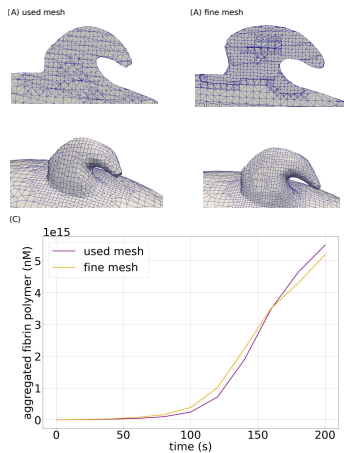 (A) used mesh
(A) fine mesh
(C)
1e15
used mesh
fine mesh
aggregated fibrin polymer (nM)
5
4
3
2
1
0
0 50 100 150 200
time (s)